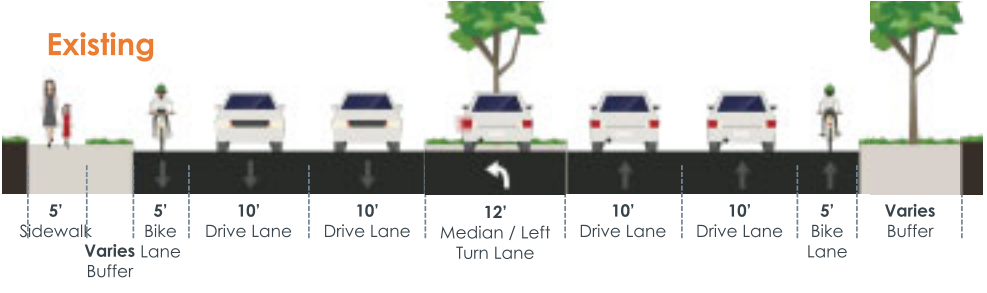 Existing
5’
Sidewalk
Varies
Buffer
5’
Bike
Lane
10’
Drive Lane
10’
Drive Lane
12’
Median / Left
Turn Lane
10’
Drive Lane
10’
Drive Lane
5’
Bike
Lane
Varies
Buffer